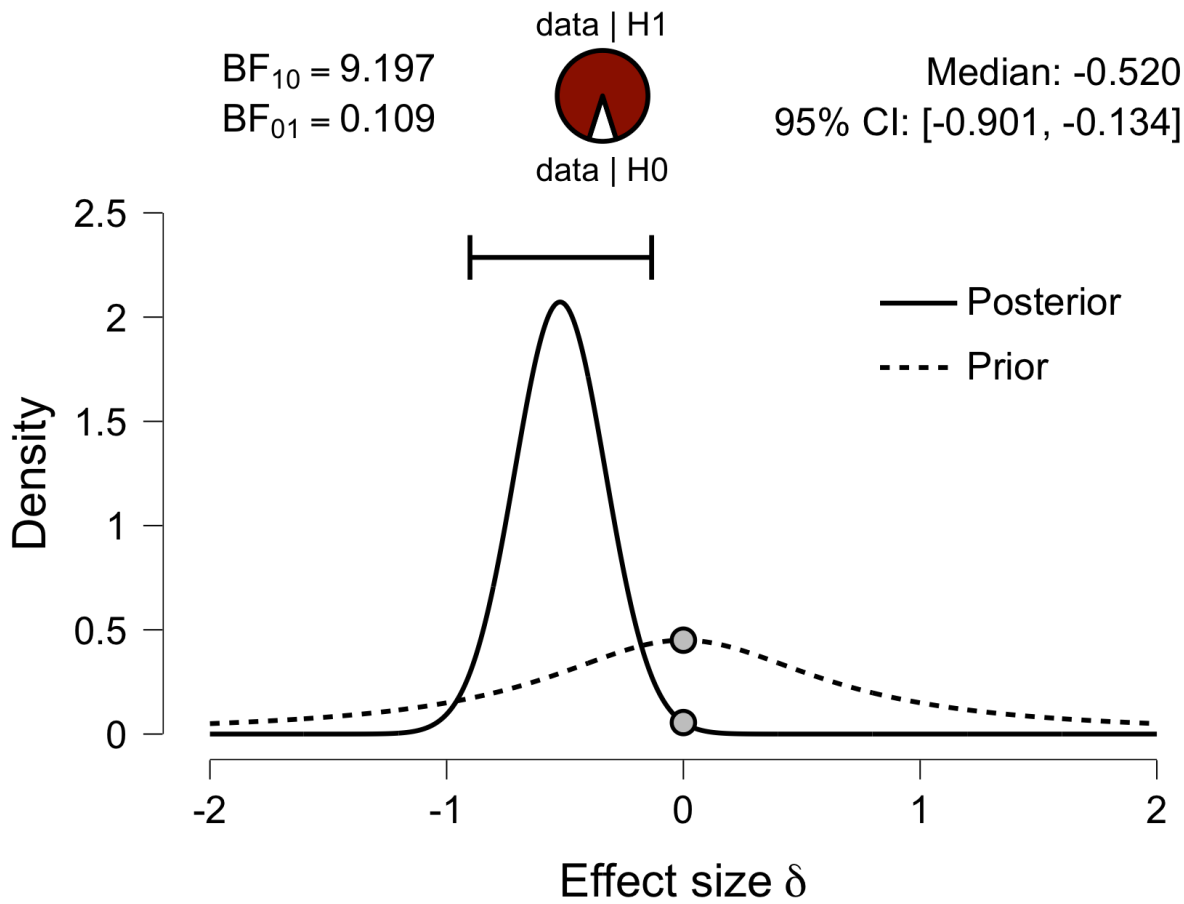 data | H1
BF₁₀ = 9.197
BF₀₁ = 0.109
Median: -0.520
95% CI: [-0.901, -0.134]
data | H0
2.5
2
1.5
1
0.5
0
Density
Posterior
Prior
-2
-1
0
1
2
Effect size δ